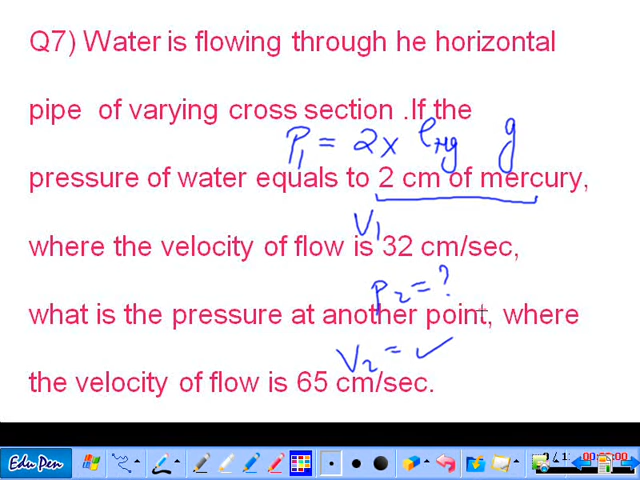 Q7) Water is flowing through he horizontal
pipe of varying cross section .If the
P₁ = 2 x ρHg g
pressure of water equals to 2 cm of mercury,
V₁
where the velocity of flow is 32 cm/sec,
P₂ = ?
what is the pressure at another point, where
V₂ = ✓
the velocity of flow is 65 cm/sec.
Edu Pen